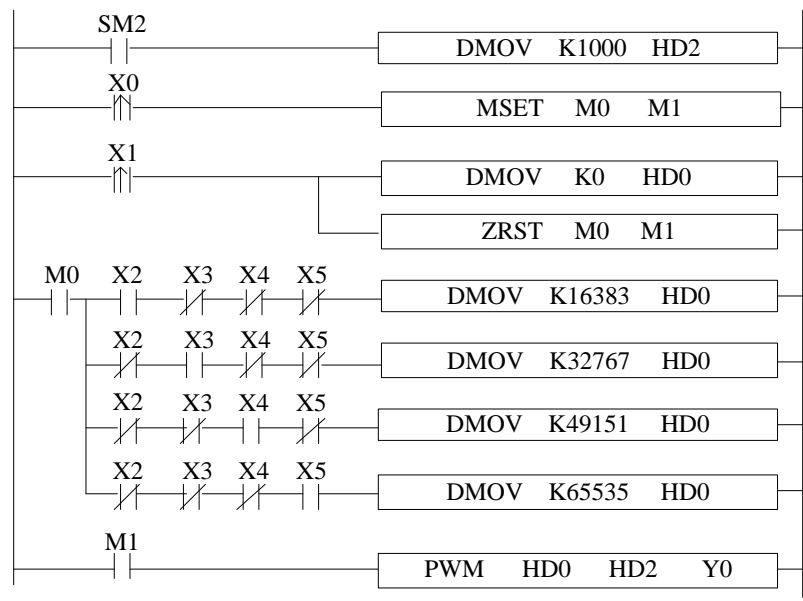 SM2
DMOV K1000 HD2
X0
MSET M0 M1
X1
DMOV K0 HD0
ZRST M0 M1
M0 X2 X3 X4 X5
DMOV K16383 HD0
X2 X3 X4 X5
DMOV K32767 HD0
X2 X3 X4 X5
DMOV K49151 HD0
X2 X3 X4 X5
DMOV K65535 HD0
M1
PWM HD0 HD2 Y0